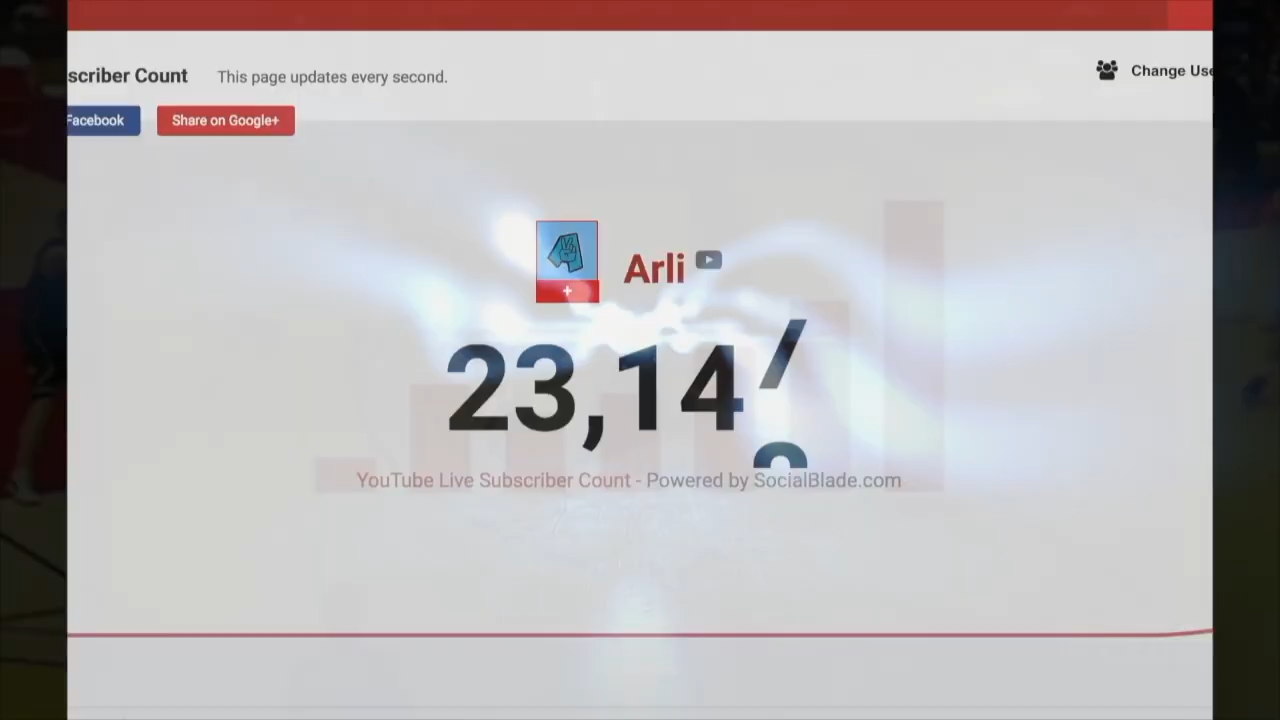 scriber Count This page updates every second.
Change Use
Facebook Share on Google+
+
Arli
23,14
YouTube Live Subscriber Count - Powered by SocialBlade.com